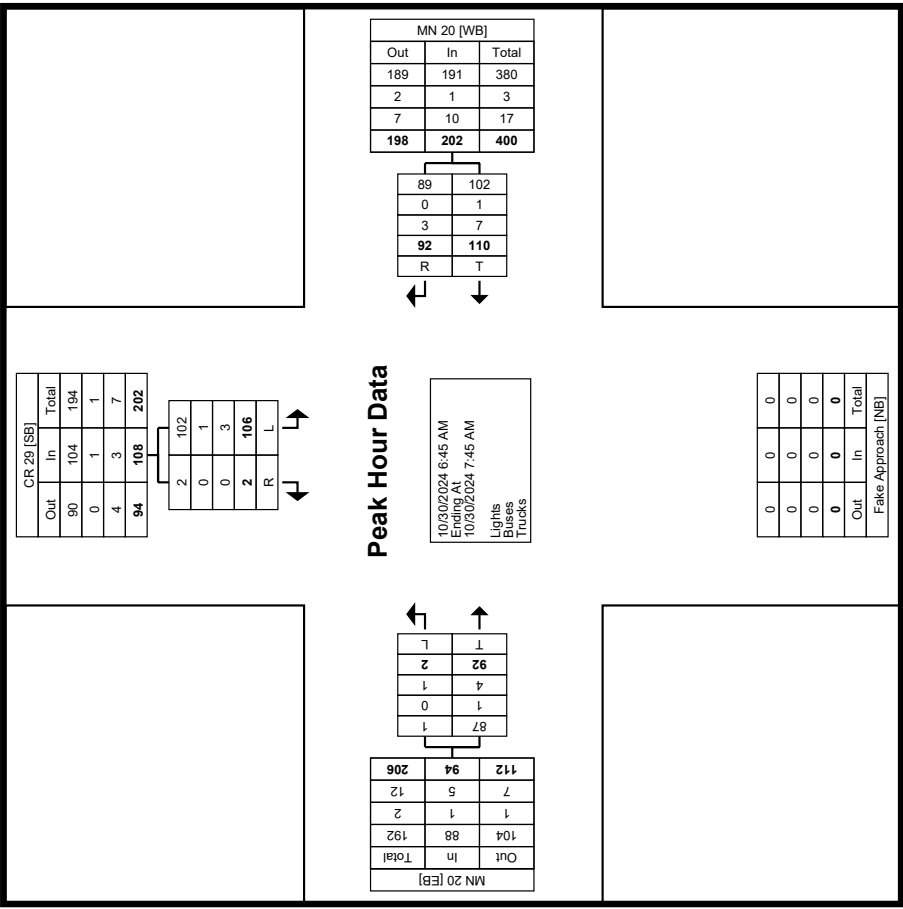 MN 20 [WB]
Out In Total
189 191 380
2 1 3
7 10 17
198 202 400
89 102
0 1
3 7
92 110
R T
CR 29 [SB]
Out In Total
90 104 194
0 1 1
4 3 7
94 108 202
2 102
0 1
0 3
2 106
R L
Peak Hour Data
10/30/2024 6:45 AM
Ending At
10/30/2024 7:45 AM
Lights
Buses
Trucks
0 0 0
0 0 0
0 0 0
0 0 0
Out In Total
Fake Approach [NB]
T L
92 2
4 1
1 0
87 1
112 94 206
7 5 12
1 1 2
104 88 192
Out In Total
MN 20 [EB]